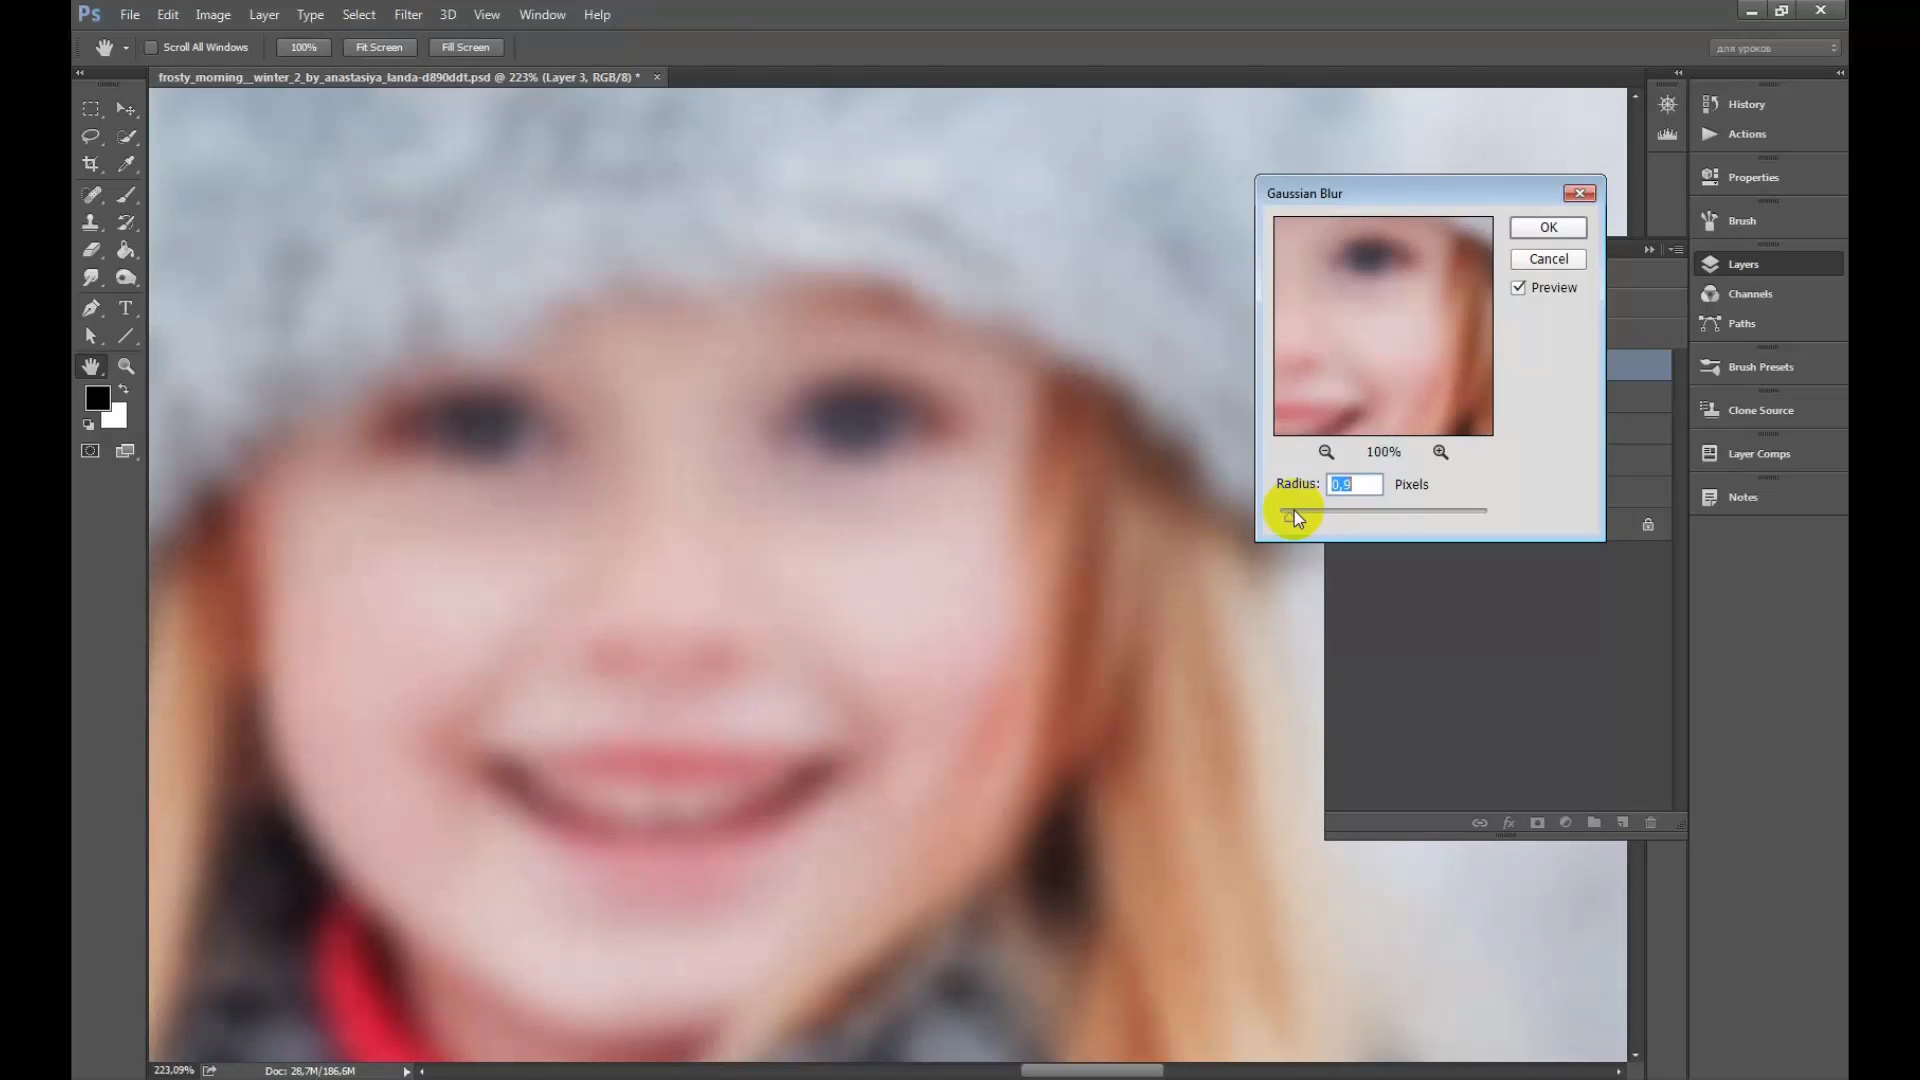 Ps File Edit Image Layer Type Select Filter 3D View Window Help
Scroll All Windows 100% Fit Screen Fill Screen для уроков
frosty_morning__winter_2_by_anastasiya_landa-d890ddt.psd @ 223% (Layer 3, RGB/8) * ×
History
Actions
Properties
Brush
Layers
Channels
Paths
Brush Presets
Clone Source
Layer Comps
Notes
Gaussian Blur
OK
Cancel
Preview
100%
Radius: 0,9 Pixels
T
fx
223,09% Doc: 28,7M/186,6M